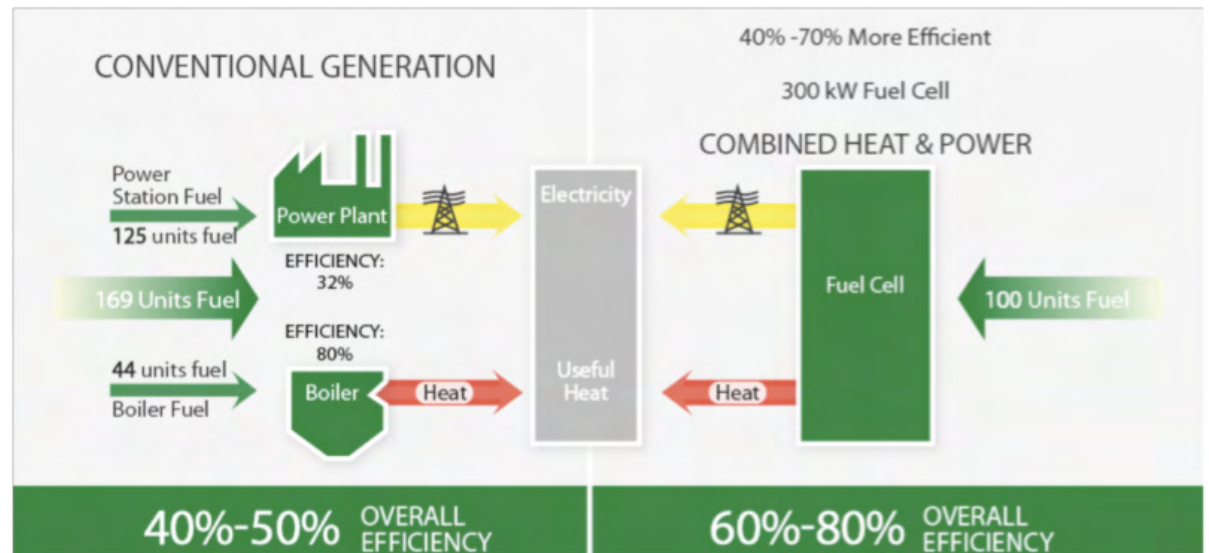 CONVENTIONAL GENERATION
Power
Station Fuel
125 units fuel
Power Plant
EFFICIENCY:
32%
169 Units Fuel
EFFICIENCY:
80%
44 units fuel
Boiler Fuel
Boiler
Heat
Electricity
Useful
Heat
40% -70% More Efficient
300 kW Fuel Cell
COMBINED HEAT & POWER
Fuel Cell
Heat
100 Units Fuel
40%-50% OVERALL
EFFICIENCY
60%-80% OVERALL
EFFICIENCY